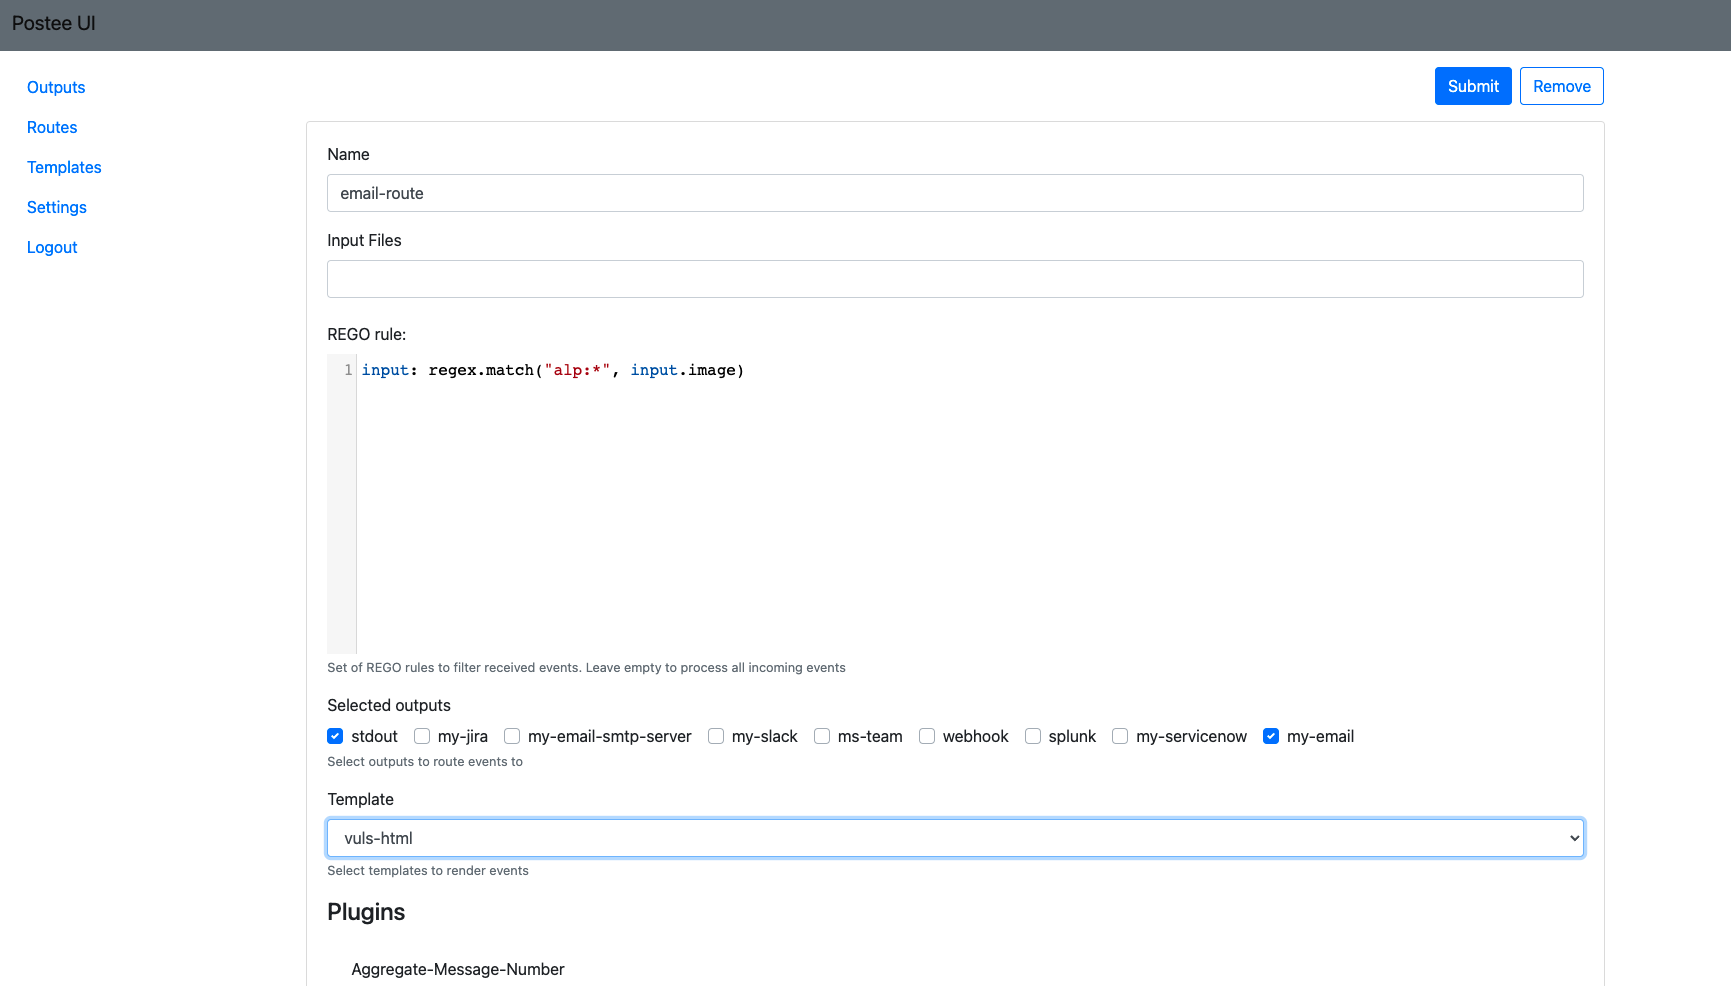 Postee UI
Outputs
Routes
Templates
Settings
Logout
Submit Remove
Name
email-route
Input Files
REGO rule:
1 input: regex.match("alp:*", input.image)
Set of REGO rules to filter received events. Leave empty to process all incoming events
Selected outputs
stdout my-jira my-email-smtp-server my-slack ms-team webhook splunk my-servicenow my-email
Select outputs to route events to
Template
vuls-html
Select templates to render events
Plugins
Aggregate-Message-Number